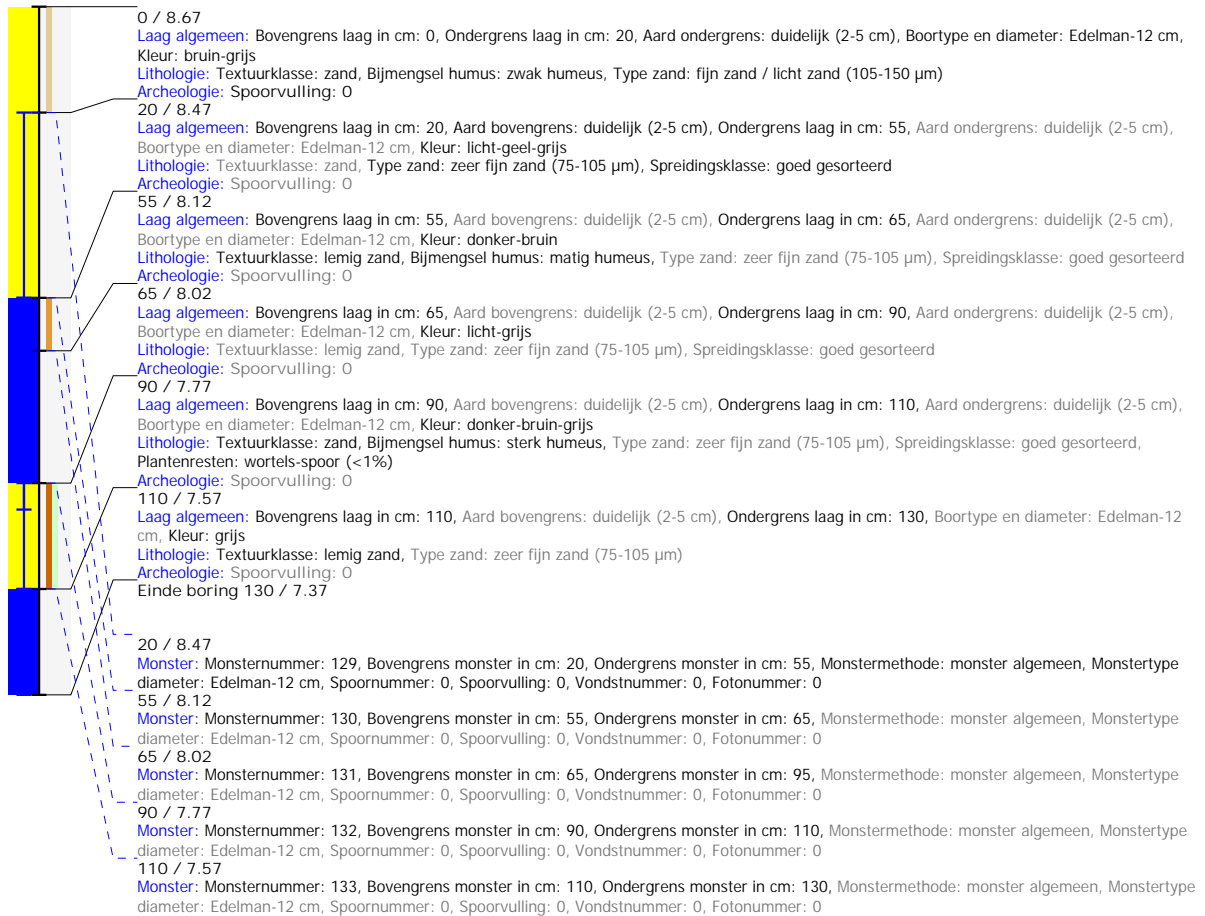 0 / 8.67
Laag algemeen: Bovengrens laag in cm: 0, Ondergrens laag in cm: 20, Aard ondergrens: duidelijk (2-5 cm), Boortype en diameter: Edelman-12 cm,
Kleur: bruin-grijs
Lithologie: Textuurklasse: zand, Bijmengsel humus: zwak humeus, Type zand: fijn zand / licht zand (105-150 µm)
Archeologie: Spoorvulling: 0
20 / 8.47
Laag algemeen: Bovengrens laag in cm: 20, Aard bovengrens: duidelijk (2-5 cm), Ondergrens laag in cm: 55, Aard ondergrens: duidelijk (2-5 cm),
Boortype en diameter: Edelman-12 cm, Kleur: licht-geel-grijs
Lithologie: Textuurklasse: zand, Type zand: zeer fijn zand (75-105 µm), Spreidingsklasse: goed gesorteerd
Archeologie: Spoorvulling: 0
55 / 8.12
Laag algemeen: Bovengrens laag in cm: 55, Aard bovengrens: duidelijk (2-5 cm), Ondergrens laag in cm: 65, Aard ondergrens: duidelijk (2-5 cm),
Boortype en diameter: Edelman-12 cm, Kleur: donker-bruin
Lithologie: Textuurklasse: lemig zand, Bijmengsel humus: matig humeus, Type zand: zeer fijn zand (75-105 µm), Spreidingsklasse: goed gesorteerd
Archeologie: Spoorvulling: 0
65 / 8.02
Laag algemeen: Bovengrens laag in cm: 65, Aard bovengrens: duidelijk (2-5 cm), Ondergrens laag in cm: 90, Aard ondergrens: duidelijk (2-5 cm),
Boortype en diameter: Edelman-12 cm, Kleur: licht-grijs
Lithologie: Textuurklasse: lemig zand, Type zand: zeer fijn zand (75-105 µm), Spreidingsklasse: goed gesorteerd
Archeologie: Spoorvulling: 0
90 / 7.77
Laag algemeen: Bovengrens laag in cm: 90, Aard bovengrens: duidelijk (2-5 cm), Ondergrens laag in cm: 110, Aard ondergrens: duidelijk (2-5 cm),
Boortype en diameter: Edelman-12 cm, Kleur: donker-bruin-grijs
Lithologie: Textuurklasse: zand, Bijmengsel humus: sterk humeus, Type zand: zeer fijn zand (75-105 µm), Spreidingsklasse: goed gesorteerd,
Plantenresten: wortels-spoor (<1%)
Archeologie: Spoorvulling: 0
110 / 7.57
Laag algemeen: Bovengrens laag in cm: 110, Aard bovengrens: duidelijk (2-5 cm), Ondergrens laag in cm: 130, Boortype en diameter: Edelman-12
cm, Kleur: grijs
Lithologie: Textuurklasse: lemig zand, Type zand: zeer fijn zand (75-105 µm)
Archeologie: Spoorvulling: 0
Einde boring 130 / 7.37
20 / 8.47
Monster: Monsternummer: 129, Bovengrens monster in cm: 20, Ondergrens monster in cm: 55, Monstermethode: monster algemeen, Monstertype
diameter: Edelman-12 cm, Spoornummer: 0, Spoorvulling: 0, Vondstnummer: 0, Fotonummer: 0
55 / 8.12
Monster: Monsternummer: 130, Bovengrens monster in cm: 55, Ondergrens monster in cm: 65, Monstermethode: monster algemeen, Monstertype
diameter: Edelman-12 cm, Spoornummer: 0, Spoorvulling: 0, Vondstnummer: 0, Fotonummer: 0
65 / 8.02
Monster: Monsternummer: 131, Bovengrens monster in cm: 65, Ondergrens monster in cm: 95, Monstermethode: monster algemeen, Monstertype
diameter: Edelman-12 cm, Spoornummer: 0, Spoorvulling: 0, Vondstnummer: 0, Fotonummer: 0
90 / 7.77
Monster: Monsternummer: 132, Bovengrens monster in cm: 90, Ondergrens monster in cm: 110, Monstermethode: monster algemeen, Monstertype
diameter: Edelman-12 cm, Spoornummer: 0, Spoorvulling: 0, Vondstnummer: 0, Fotonummer: 0
110 / 7.57
Monster: Monsternummer: 133, Bovengrens monster in cm: 110, Ondergrens monster in cm: 130, Monstermethode: monster algemeen, Monstertype
diameter: Edelman-12 cm, Spoornummer: 0, Spoorvulling: 0, Vondstnummer: 0, Fotonummer: 0